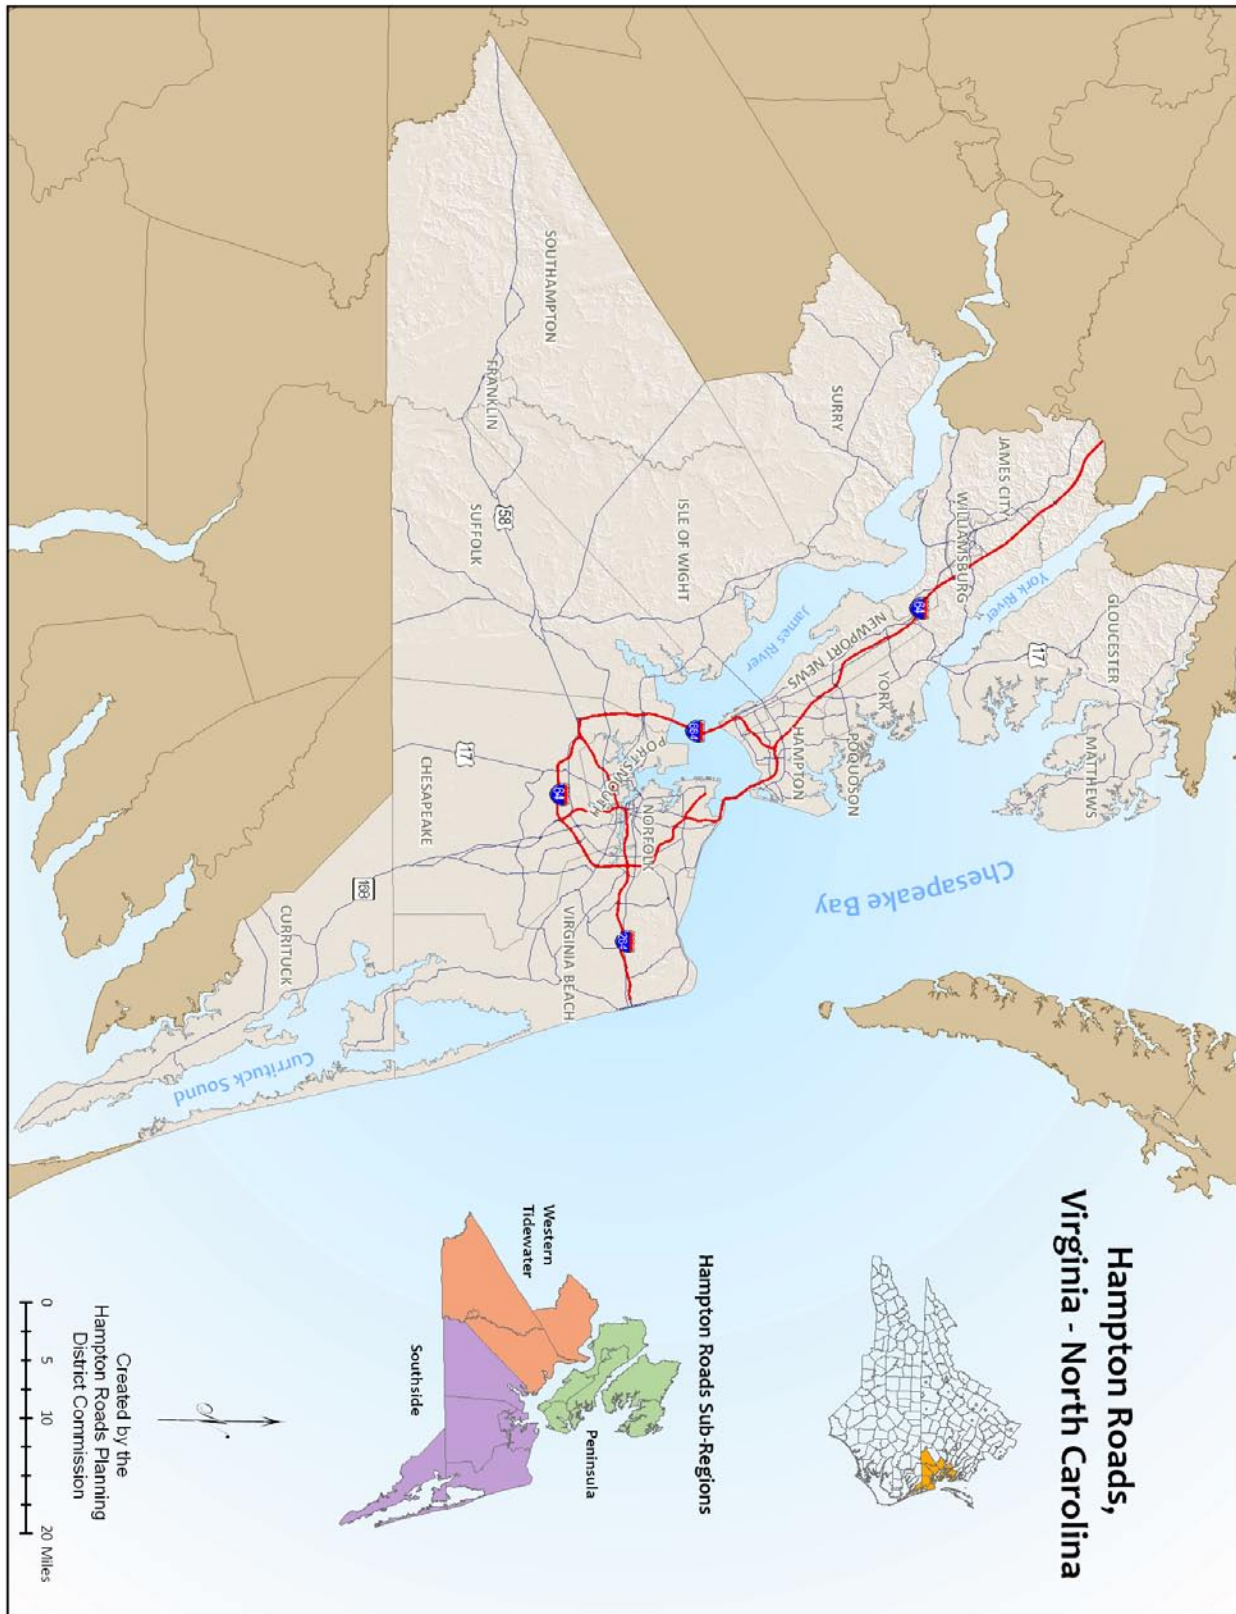 Hampton Roads,
Virginia - North Carolina
GLOUCESTER
MATTHEWS
17
York River
JAMES CITY
WILLIAMSBURG
64
YORK
POQUOSON
NEWPORT NEWS
HAMPTON
James River
SURRY
ISLE OF WIGHT
664
Chesapeake Bay
NORFOLK
PORTSMOUTH
264
64
VIRGINIA BEACH
SOUTHAMPTON
FRANKLIN
58
SUFFOLK
17
CHESAPEAKE
168
CURRITUCK
Currituck Sound
Hampton Roads Sub-Regions
Peninsula
Western
Tidewater
Southside
Created by the
Hampton Roads Planning
District Commission
0 5 10 20 Miles